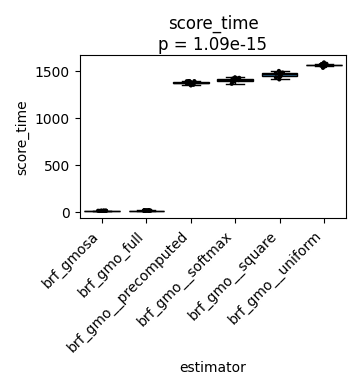 score_time
p = 1.09e-15
1500
1000
500
0
score_time
brf_gmosa
brf_gmo_full
brf_gmo__precomputed
brf_gmo__softmax
brf_gmo__square
brf_gmo__uniform
estimator